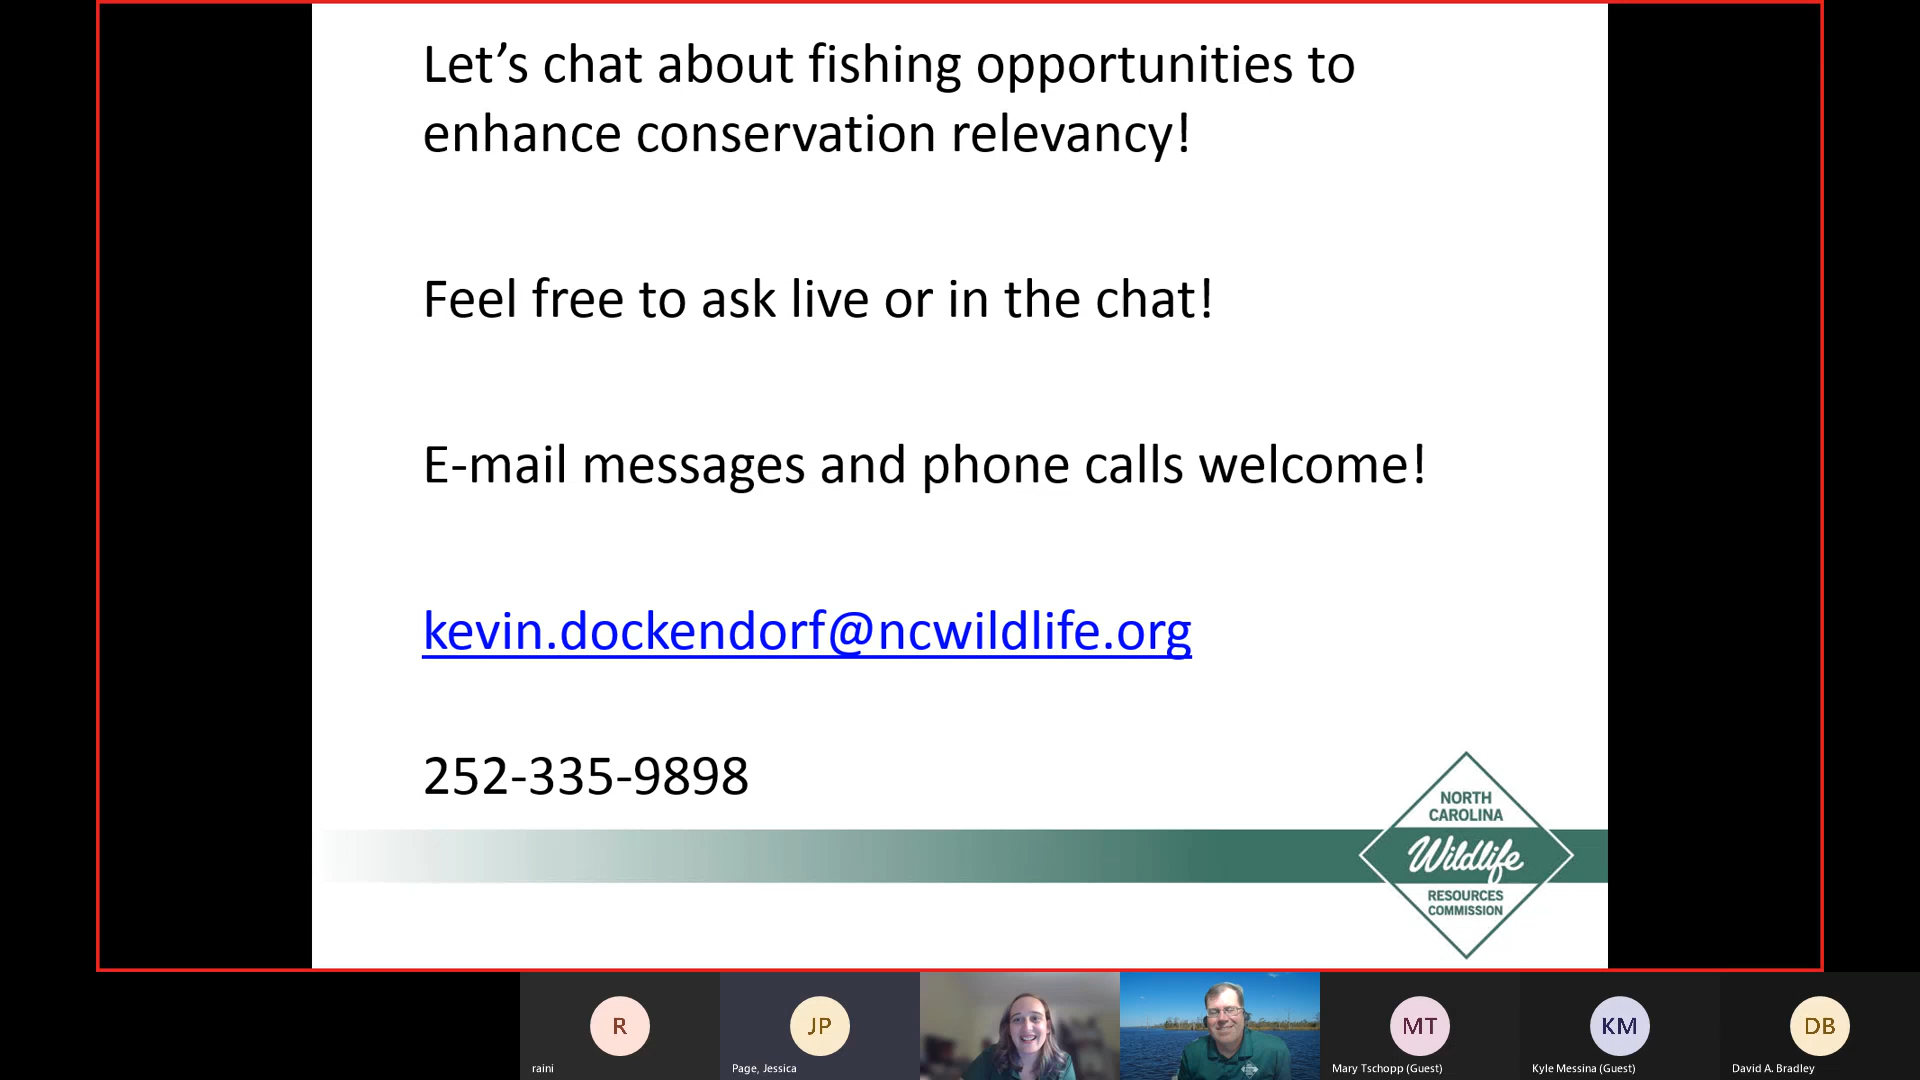 Let's chat about fishing opportunities to
enhance conservation relevancy!
Feel free to ask live or in the chat!
E-mail messages and phone calls welcome!
kevin.dockendorf@ncwildlife.org
252-335-9898
NORTH
CAROLINA
Wildlife
RESOURCES
COMMISSION
R
raini
JP
Page, Jessica
MT
Mary Tschopp (Guest)
KM
Kyle Messina (Guest)
DB
David A. Bradley